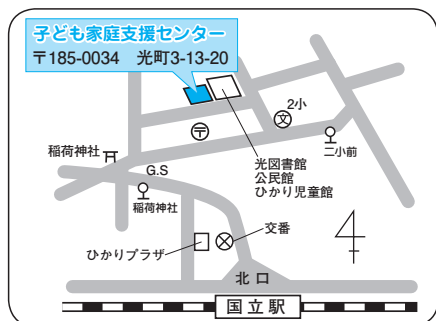 子ども家庭支援センター
〒185-0034　光町3-13-20
2小
文
〒
二小前
稲荷神社
光図書館
公民館
ひかり児童館
G.S
稲荷神社
交番
ひかりプラザ
北口
国立駅